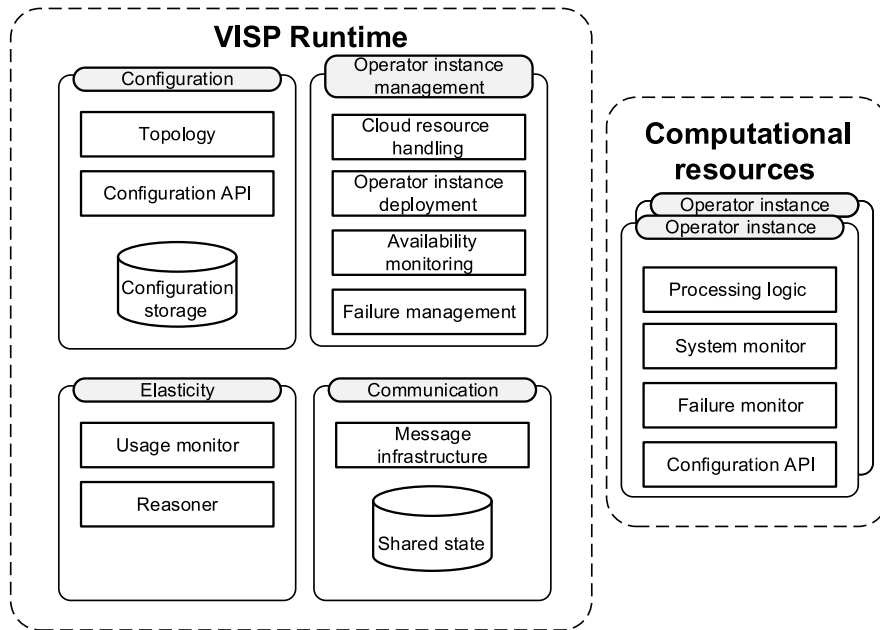 VISP Runtime
Configuration
Topology
Configuration API
Configuration
storage
Operator instance
management
Cloud resource
handling
Operator instance
deployment
Availability
monitoring
Failure management
Elasticity
Usage monitor
Reasoner
Communication
Message
infrastructure
Shared state
Computational
resources
Operator instance
Operator instance
Processing logic
System monitor
Failure monitor
Configuration API